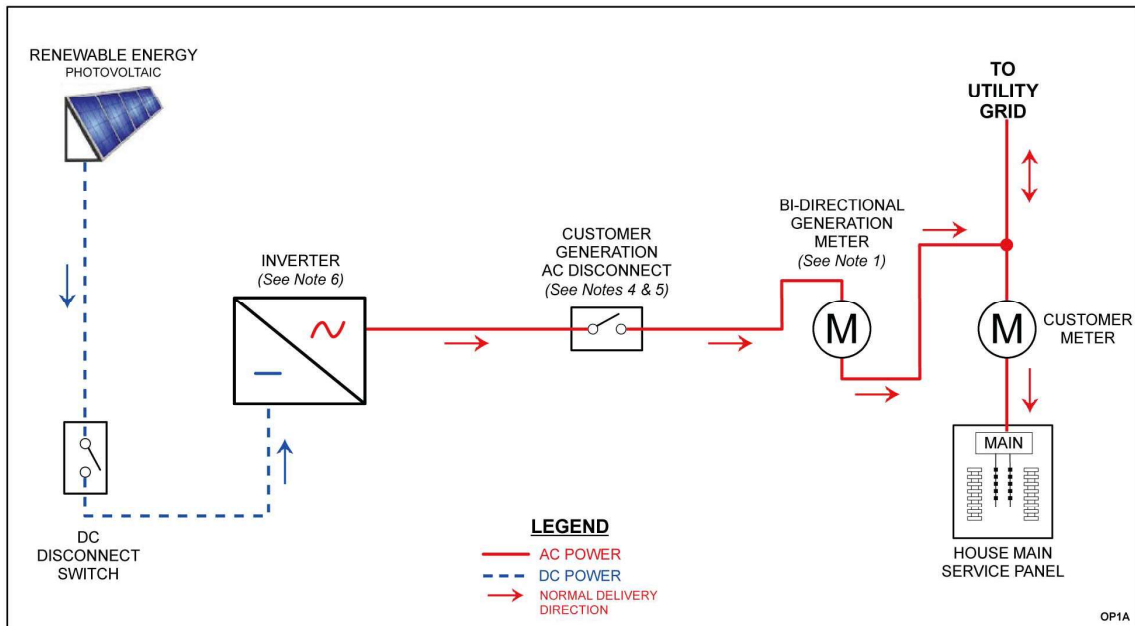 RENEWABLE ENERGY
PHOTOVOLTAIC
TO
UTILITY
GRID
INVERTER
(See Note 6)
CUSTOMER
GENERATION
AC DISCONNECT
(See Notes 4 & 5)
BI-DIRECTIONAL
GENERATION
METER
(See Note 1)
M
M
CUSTOMER
METER
MAIN
HOUSE MAIN
SERVICE PANEL
DC
DISCONNECT
SWITCH
LEGEND
AC POWER
DC POWER
NORMAL DELIVERY
DIRECTION
OP1A